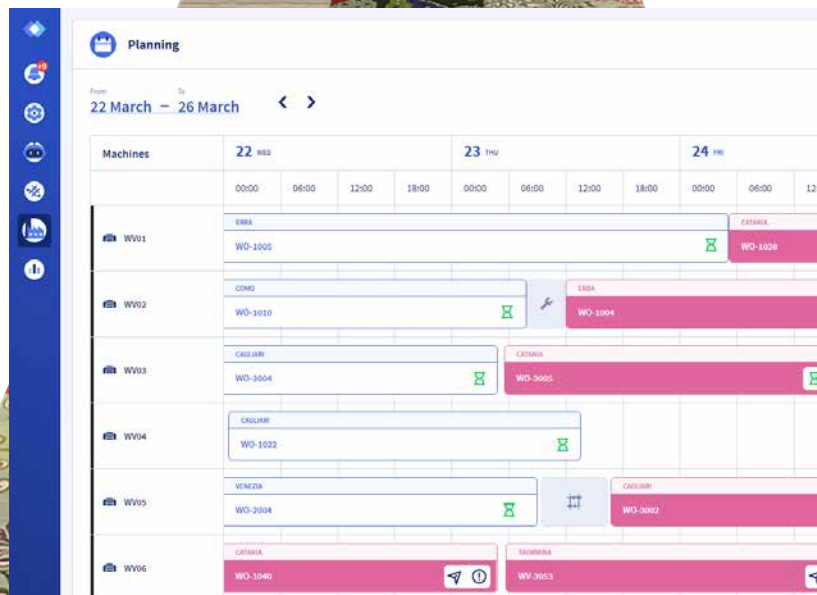 +9
Planning
From To
22 March – 26 March
Machines 22 WED 23 THU 24 FRI
00:00 06:00 12:00 18:00 00:00 06:00 12:00 18:00 00:00 06:00 12
ERBA CATANIA
WV01 WO-1005 WO-1036
COMO ERBA
WV02 WO-1010 WO-1004
CAGLIARI CATANIA
WV03 WO-3004 WO-3005
CAGLIARI
WV04 WO-1022
VENEZIA CAGLIARI
WV05 WO-2004 WO-3002
CATANIA TAORMINA
WV06 WO-1040 WV-3053